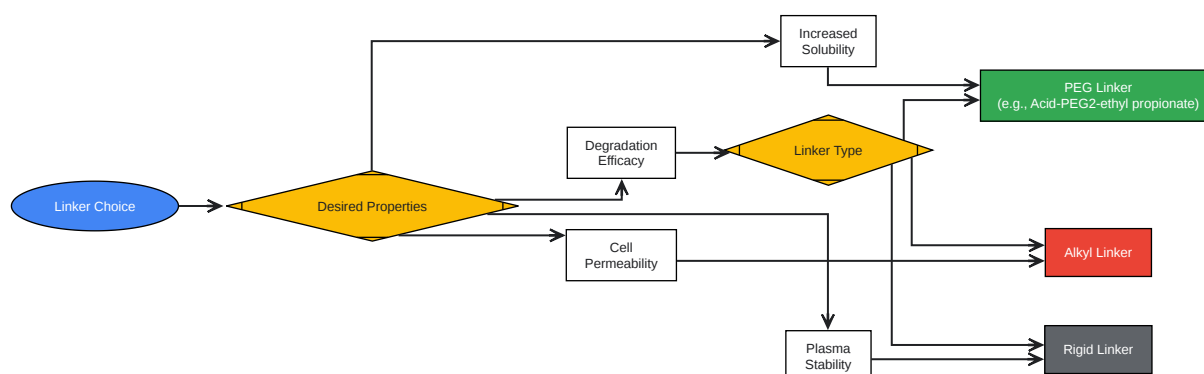 Increased
Solubility
PEG Linker
(e.g., Acid-PEG2-ethyl propionate)
Degradation
Efficacy
Linker Type
Linker Choice
Desired Properties
Cell
Permeability
Alkyl Linker
Plasma
Stability
Rigid Linker